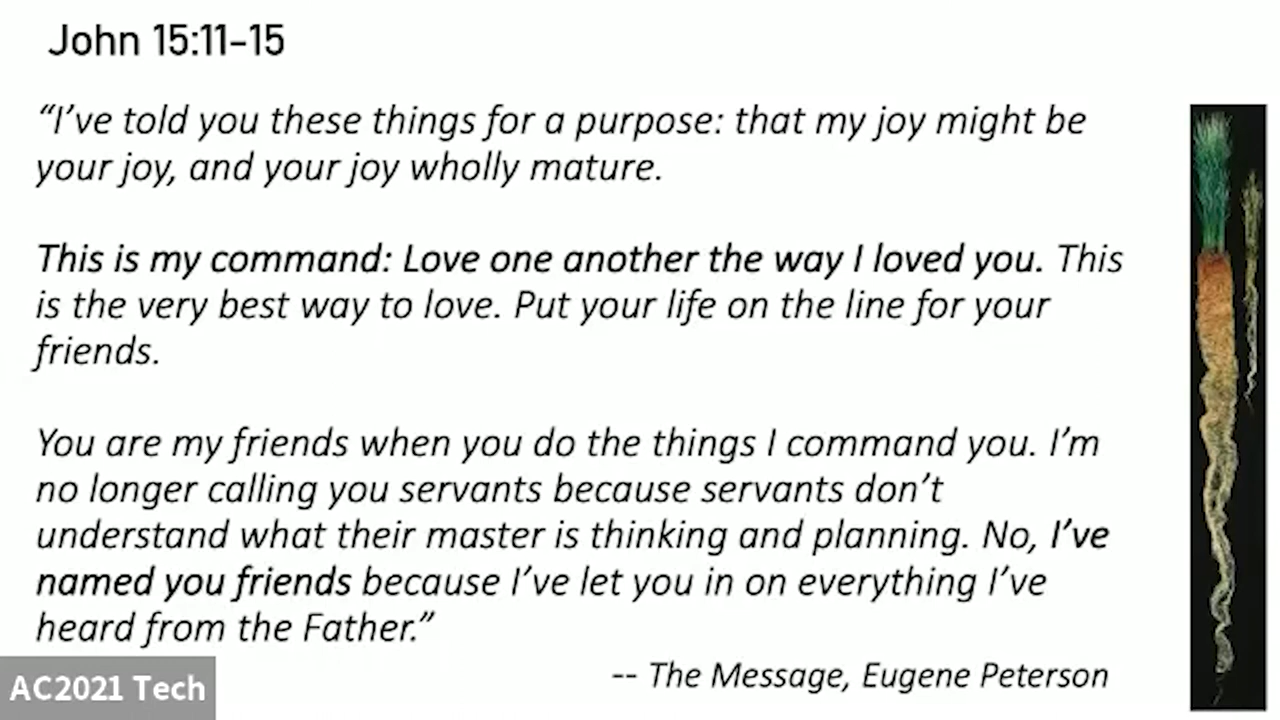 John 15:11-15
“I’ve told you these things for a purpose: that my joy might be
your joy, and your joy wholly mature.
This is my command: Love one another the way I loved you. This
is the very best way to love. Put your life on the line for your
friends.
You are my friends when you do the things I command you. I’m
no longer calling you servants because servants don’t
understand what their master is thinking and planning. No, I’ve
named you friends because I’ve let you in on everything I’ve
heard from the Father.”
-- The Message, Eugene Peterson
AC2021 Tech